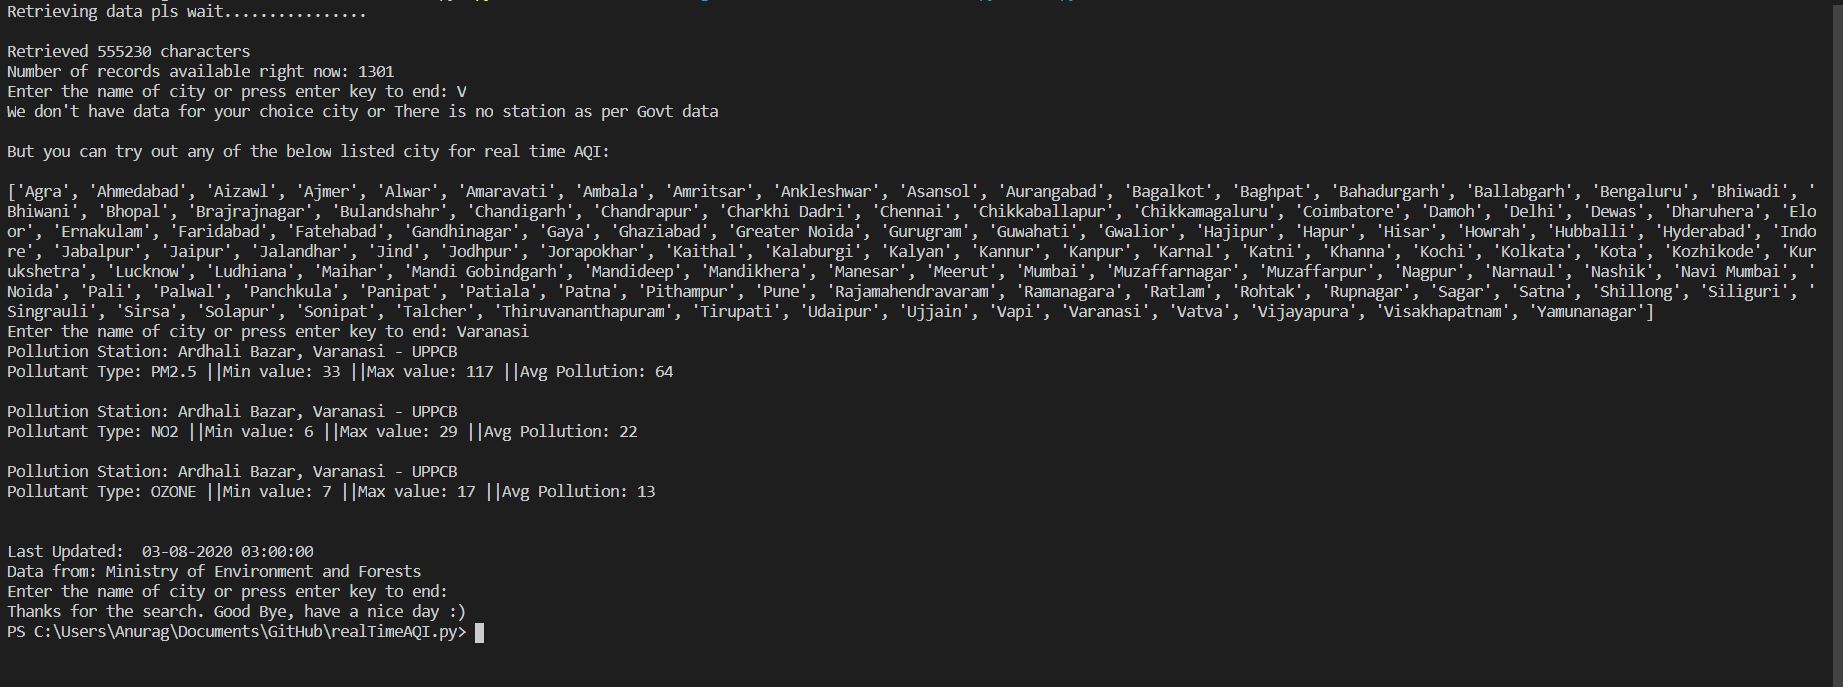 Retrieving data pls wait................
Retrieved 555230 characters
Number of records available right now: 1301
Enter the name of city or press enter key to end: V
We don't have data for your choice city or There is no station as per Govt data
But you can try out any of the below listed city for real time AQI:
['Agra', 'Ahmedabad', 'Aizawl', 'Ajmer', 'Alwar', 'Amaravati', 'Ambala', 'Amritsar', 'Ankleshwar', 'Asansol', 'Aurangabad', 'Bagalkot', 'Baghpat', 'Bahadurgarh', 'Ballabgarh', 'Bengaluru', 'Bhiwadi', '
Bhiwani', 'Bhopal', 'Brajrajnagar', 'Bulandshahr', 'Chandigarh', 'Chandrapur', 'Charkhi Dadri', 'Chennai', 'Chikkaballapur', 'Chikkamagaluru', 'Coimbatore', 'Damoh', 'Delhi', 'Dewas', 'Dharuhera', 'Elo
or', 'Ernakulam', 'Faridabad', 'Fatehabad', 'Gandhinagar', 'Gaya', 'Ghaziabad', 'Greater Noida', 'Gurugram', 'Guwahati', 'Gwalior', 'Hajipur', 'Hapur', 'Hisar', 'Howrah', 'Hubballi', 'Hyderabad', 'Indo
re', 'Jabalpur', 'Jaipur', 'Jalandhar', 'Jind', 'Jodhpur', 'Jorapokhar', 'Kaithal', 'Kalaburgi', 'Kalyan', 'Kannur', 'Kanpur', 'Karnal', 'Katni', 'Khanna', 'Kochi', 'Kolkata', 'Kota', 'Kozhikode', 'Kur
ukshetra', 'Lucknow', 'Ludhiana', 'Maihar', 'Mandi Gobindgarh', 'Mandideep', 'Mandikhera', 'Manesar', 'Meerut', 'Mumbai', 'Muzaffarnagar', 'Muzaffarpur', 'Nagpur', 'Narnaul', 'Nashik', 'Navi Mumbai', '
Noida', 'Pali', 'Palwal', 'Panchkula', 'Panipat', 'Patiala', 'Patna', 'Pithampur', 'Pune', 'Rajamahendravaram', 'Ramanagara', 'Ratlam', 'Rohtak', 'Rupnagar', 'Sagar', 'Satna', 'Shillong', 'Siliguri', '
Singrauli', 'Sirsa', 'Solapur', 'Sonipat', 'Talcher', 'Thiruvananthapuram', 'Tirupati', 'Udaipur', 'Ujjain', 'Vapi', 'Varanasi', 'Vatva', 'Vijayapura', 'Visakhapatnam', 'Yamunanagar']
Enter the name of city or press enter key to end: Varanasi
Pollution Station: Ardhali Bazar, Varanasi - UPPCB
Pollutant Type: PM2.5 ||Min value: 33 ||Max value: 117 ||Avg Pollution: 64
Pollution Station: Ardhali Bazar, Varanasi - UPPCB
Pollutant Type: NO2 ||Min value: 6 ||Max value: 29 ||Avg Pollution: 22
Pollution Station: Ardhali Bazar, Varanasi - UPPCB
Pollutant Type: OZONE ||Min value: 7 ||Max value: 17 ||Avg Pollution: 13
Last Updated:  03-08-2020 03:00:00
Data from: Ministry of Environment and Forests
Enter the name of city or press enter key to end:
Thanks for the search. Good Bye, have a nice day :)
PS C:\Users\Anurag\Documents\GitHub\realTimeAQI.py>